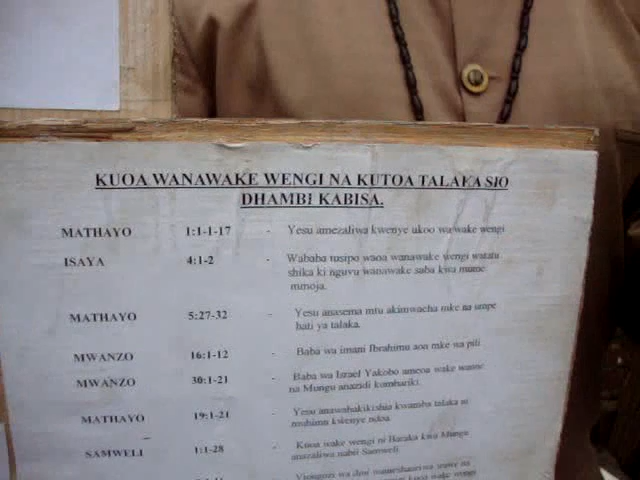 KUOA WANAWAKE WENGI NA KUTOA TALAKA SIO
DHAMBI KABISA.
MATHAYO 1:1-1-17 - Yesu amezaliwa kwenye ukoo wa wake wengi
ISAYA 4:1-2 - Wababa tusipo waoa wanawake wengi watatu
shika ki nguvu wanawake saba kwa mume
mmoja.
MATHAYO 5:27-32 - Yesu anasema mtu akimwacha mke na umpe
hati ya talaka.
MWANZO 16:1-12 - Baba wa imani Ibrahimu aoa mke wa pili
MWANZO 30:1-21 - Baba wa Israel Yakobo ameoa wake wanne
na Mungu anazidi kumbariki.
MATHAYO 19:1-21 - Yesu anawahakikishia kwamba talaka ni
muhimu kwenye ndoa.
SAMWELI 1:1-28 - Kuoa wake wengi ni Baraka kwa Mungu
anazaliwa nabii Samweli